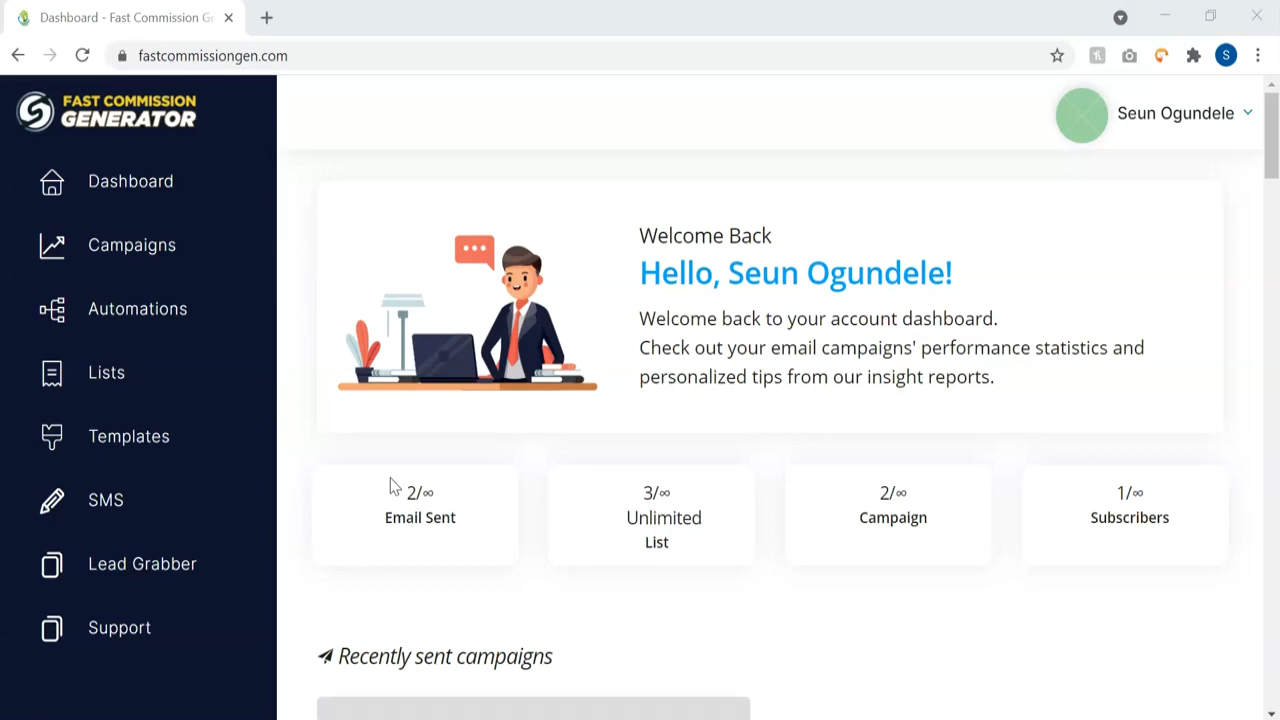 Dashboard - Fast Commission Ge
fastcommissiongen.com
S
FAST COMMISSION
GENERATOR
Seun Ogundele
Dashboard
Campaigns
Automations
Lists
Templates
SMS
Lead Grabber
Support
Welcome Back
Hello, Seun Ogundele!
Welcome back to your account dashboard.
Check out your email campaigns' performance statistics and
personalized tips from our insight reports.
2/∞
Email Sent
3/∞
Unlimited
List
2/∞
Campaign
1/∞
Subscribers
Recently sent campaigns